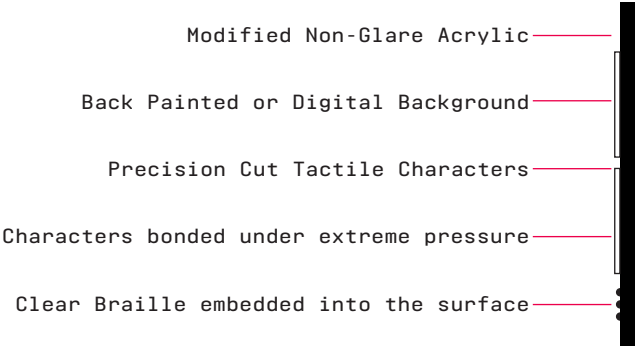 Modified Non-Glare Acrylic
Back Painted or Digital Background
Precision Cut Tactile Characters
Characters bonded under extreme pressure
Clear Braille embedded into the surface